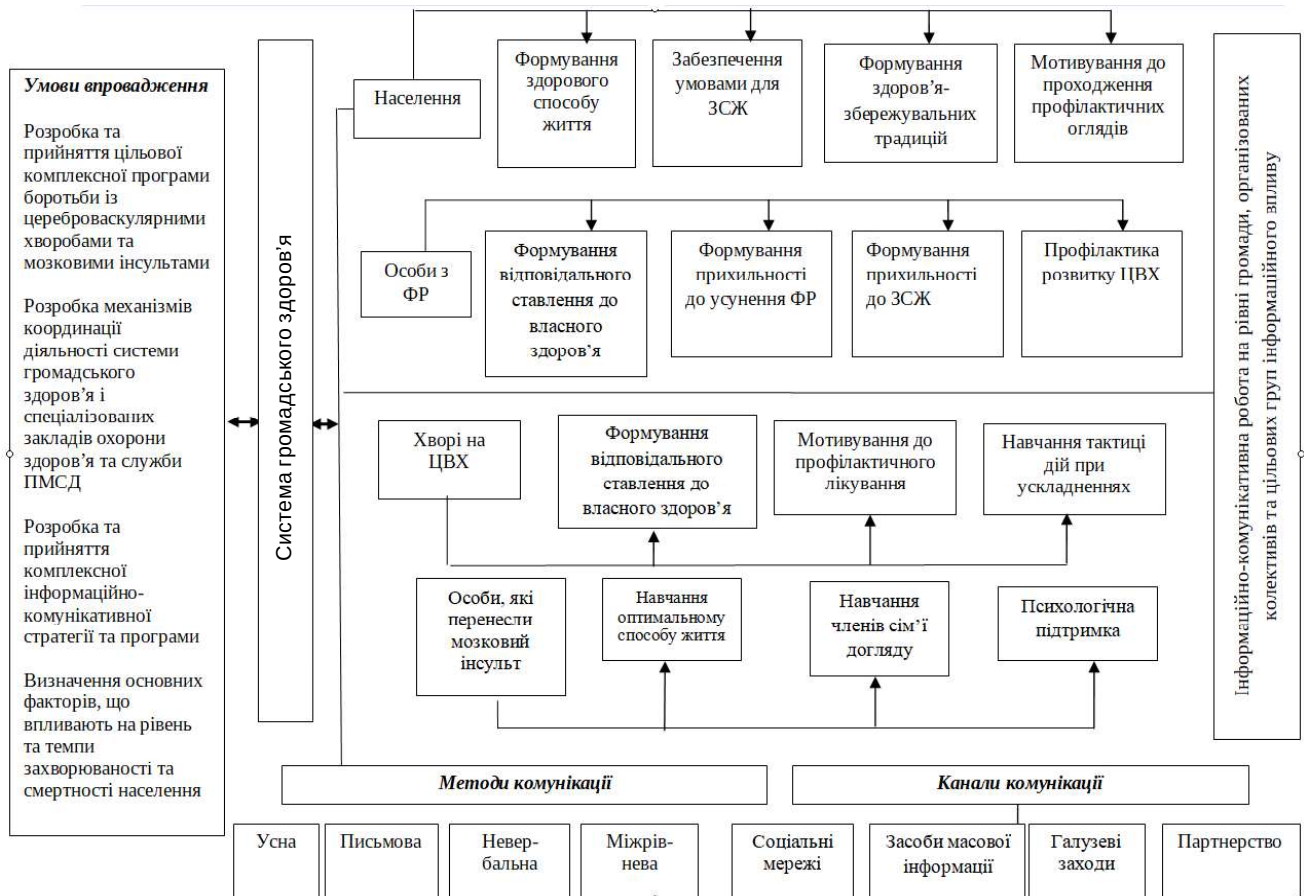 Умови впровадження
Розробка та
прийняття цільової
комплексної програми
боротьби із
цереброваскулярними
хворобами та
мозковими інсультами
Розробка механізмів
координації
діяльності системи
громадського
здоров’я і
спеціалізованих
закладів охорони
здоров’я та служби
ПМСД
Розробка та
прийняття
комплексної
інформаційно-
комунікативної
стратегії та програми
Визначення основних
факторів, що
впливають на рівень
та темпи
захворюваності та
смертності населення
Система громадського здоров’я
Населення
Формування
здорового
способу
життя
Забезпечення
умовами для
ЗСЖ
Формування
здоров’я-
збережувальних
традицій
Мотивування до
проходження
профілактичних
оглядів
Особи з
ФР
Формування
відповідального
ставлення до
власного
здоров’я
Формування
прихильності
до усунення ФР
Формування
прихильності
до ЗСЖ
Профілактика
розвитку ЦВХ
Хворі на
ЦВХ
Формування
відповідального
ставлення до
власного здоров’я
Мотивування до
профілактичного
лікування
Навчання тактиці
дій при
ускладненнях
Особи, які
перенесли
мозковий
інсульт
Навчання
оптимальному
способу життя
Навчання
членів сім’ї
догляду
Психологічна
підтримка
Інформаційно-комунікативна робота на рівні громади, організованих
колективів та цільових груп інформаційного впливу
Методи комунікації
Канали комунікації
Усна
Письмова
Невер-
бальна
Міжрів-
нева
Соціальні
мережі
Засоби масової
інформації
Галузеві
заходи
Партнерство